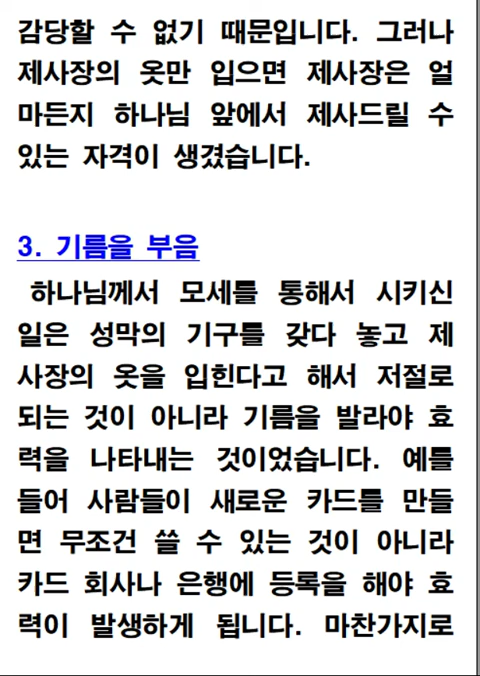 감당할 수 없기 때문입니다. 그러나
제사장의 옷만 입으면 제사장은 얼
마든지 하나님 앞에서 제사드릴 수
있는 자격이 생겼습니다.
3. 기름을 부음
하나님께서 모세를 통해서 시키신
일은 성막의 기구를 갖다 놓고 제
사장의 옷을 입힌다고 해서 저절로
되는 것이 아니라 기름을 발라야 효
력을 나타내는 것이었습니다. 예를
들어 사람들이 새로운 카드를 만들
면 무조건 쓸 수 있는 것이 아니라
카드 회사나 은행에 등록을 해야 효
력이 발생하게 됩니다. 마찬가지로